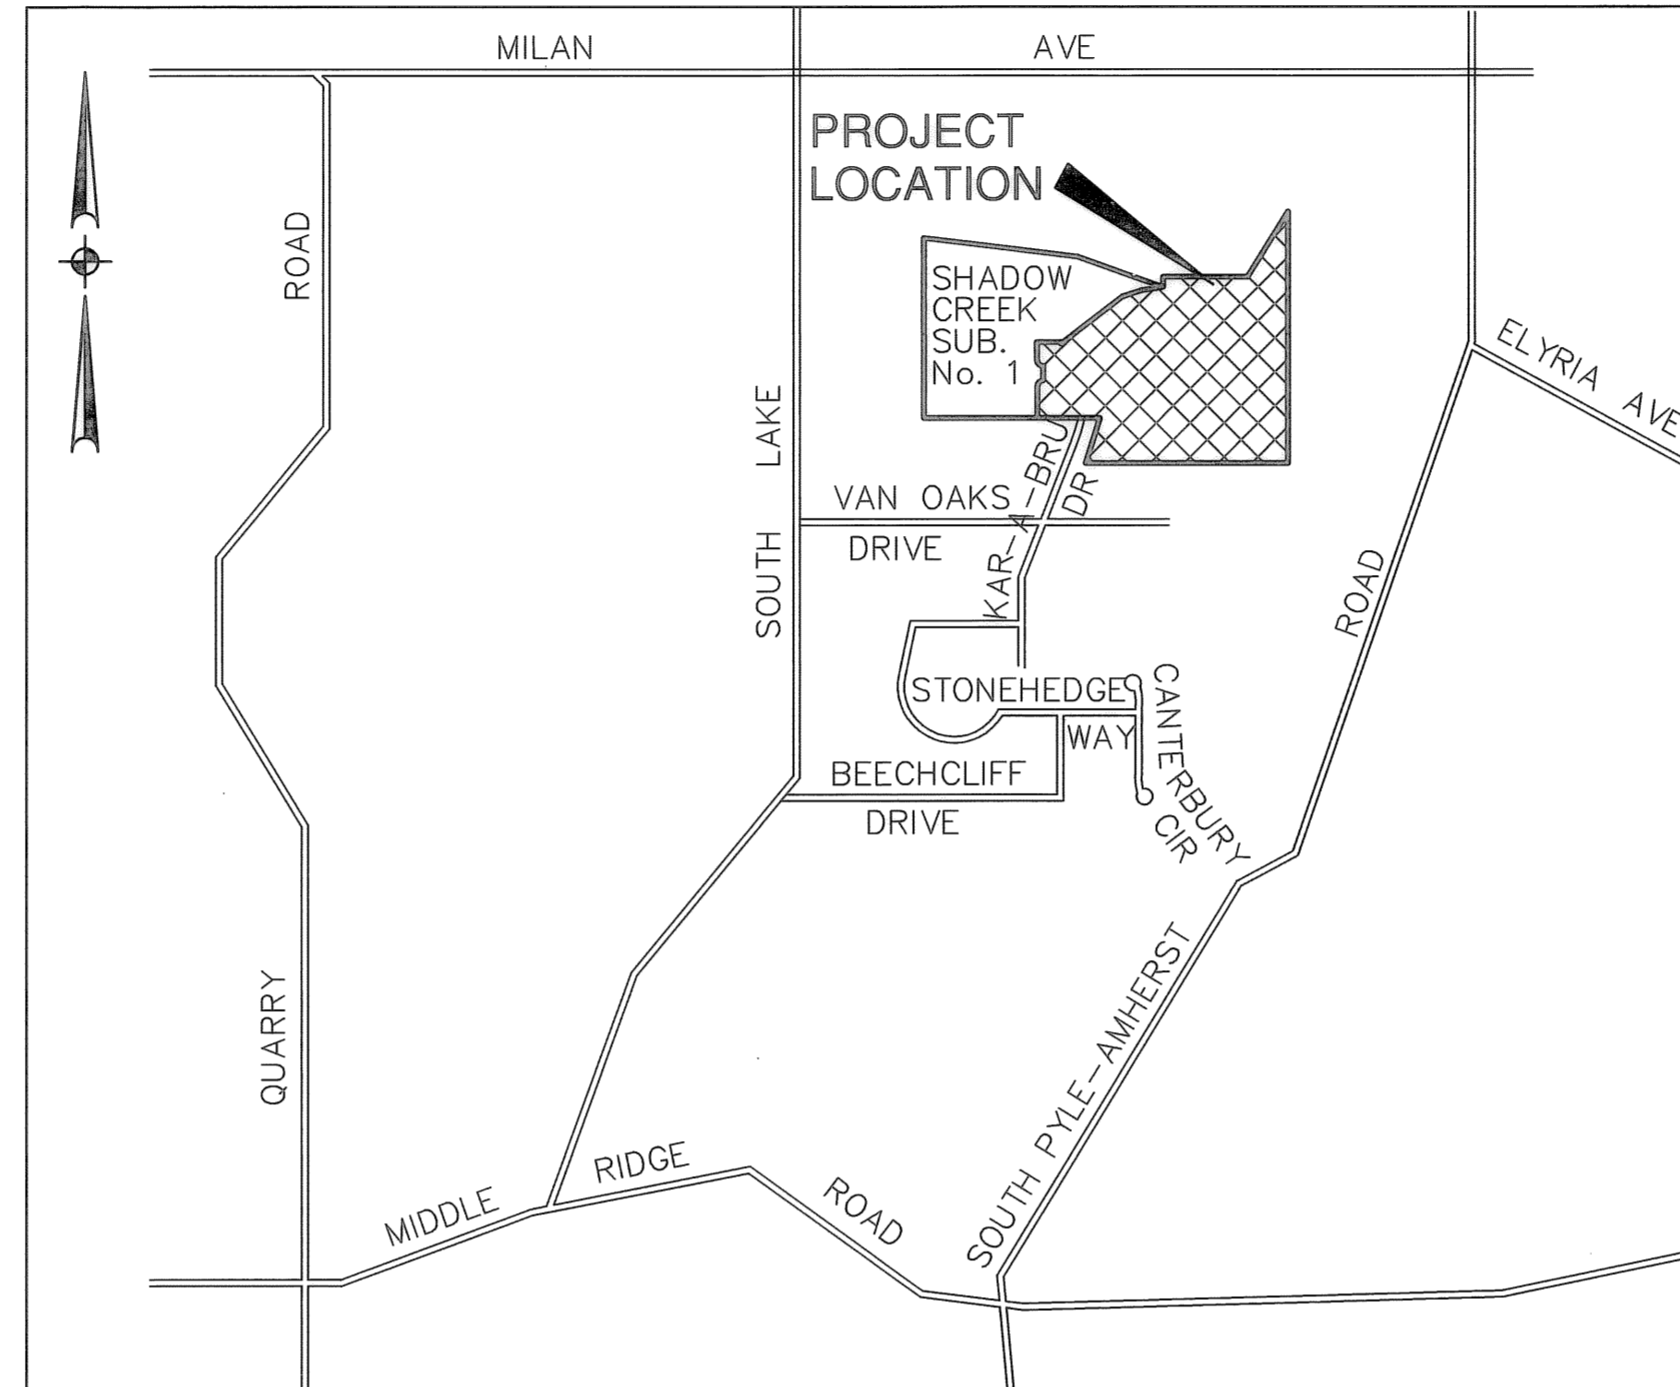 MILAN AVE
PROJECT
LOCATION
ROAD
SHADOW
CREEK
SUB.
No. 1
ELYRIA AVE
SOUTH LAKE
KAR-A-BRU
DR
VAN OAKS
DRIVE
ROAD
STONEHEDGE
WAY
CANTERBURY
CIR
BEECHCLIFF
DRIVE
QUARRY
SOUTH PYLE-AMHERST
MIDDLE RIDGE ROAD